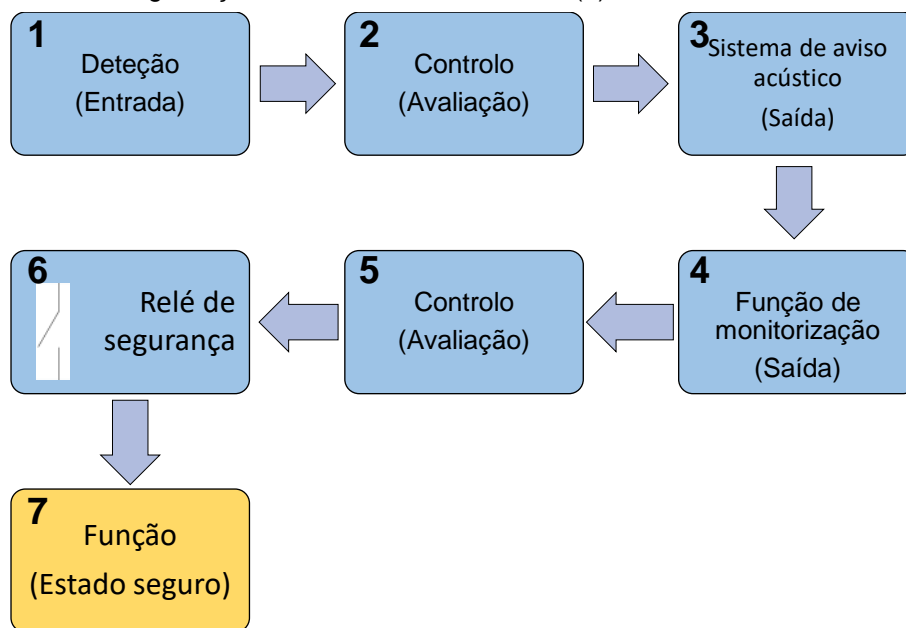 1
Deteção
(Entrada)
2
Controlo
(Avaliação)
3
Sistema de aviso
acústico
(Saída)
6
Relé de
segurança
5
Controlo
(Avaliação)
4
Função de
monitorização
(Saída)
7
Função
(Estado seguro)